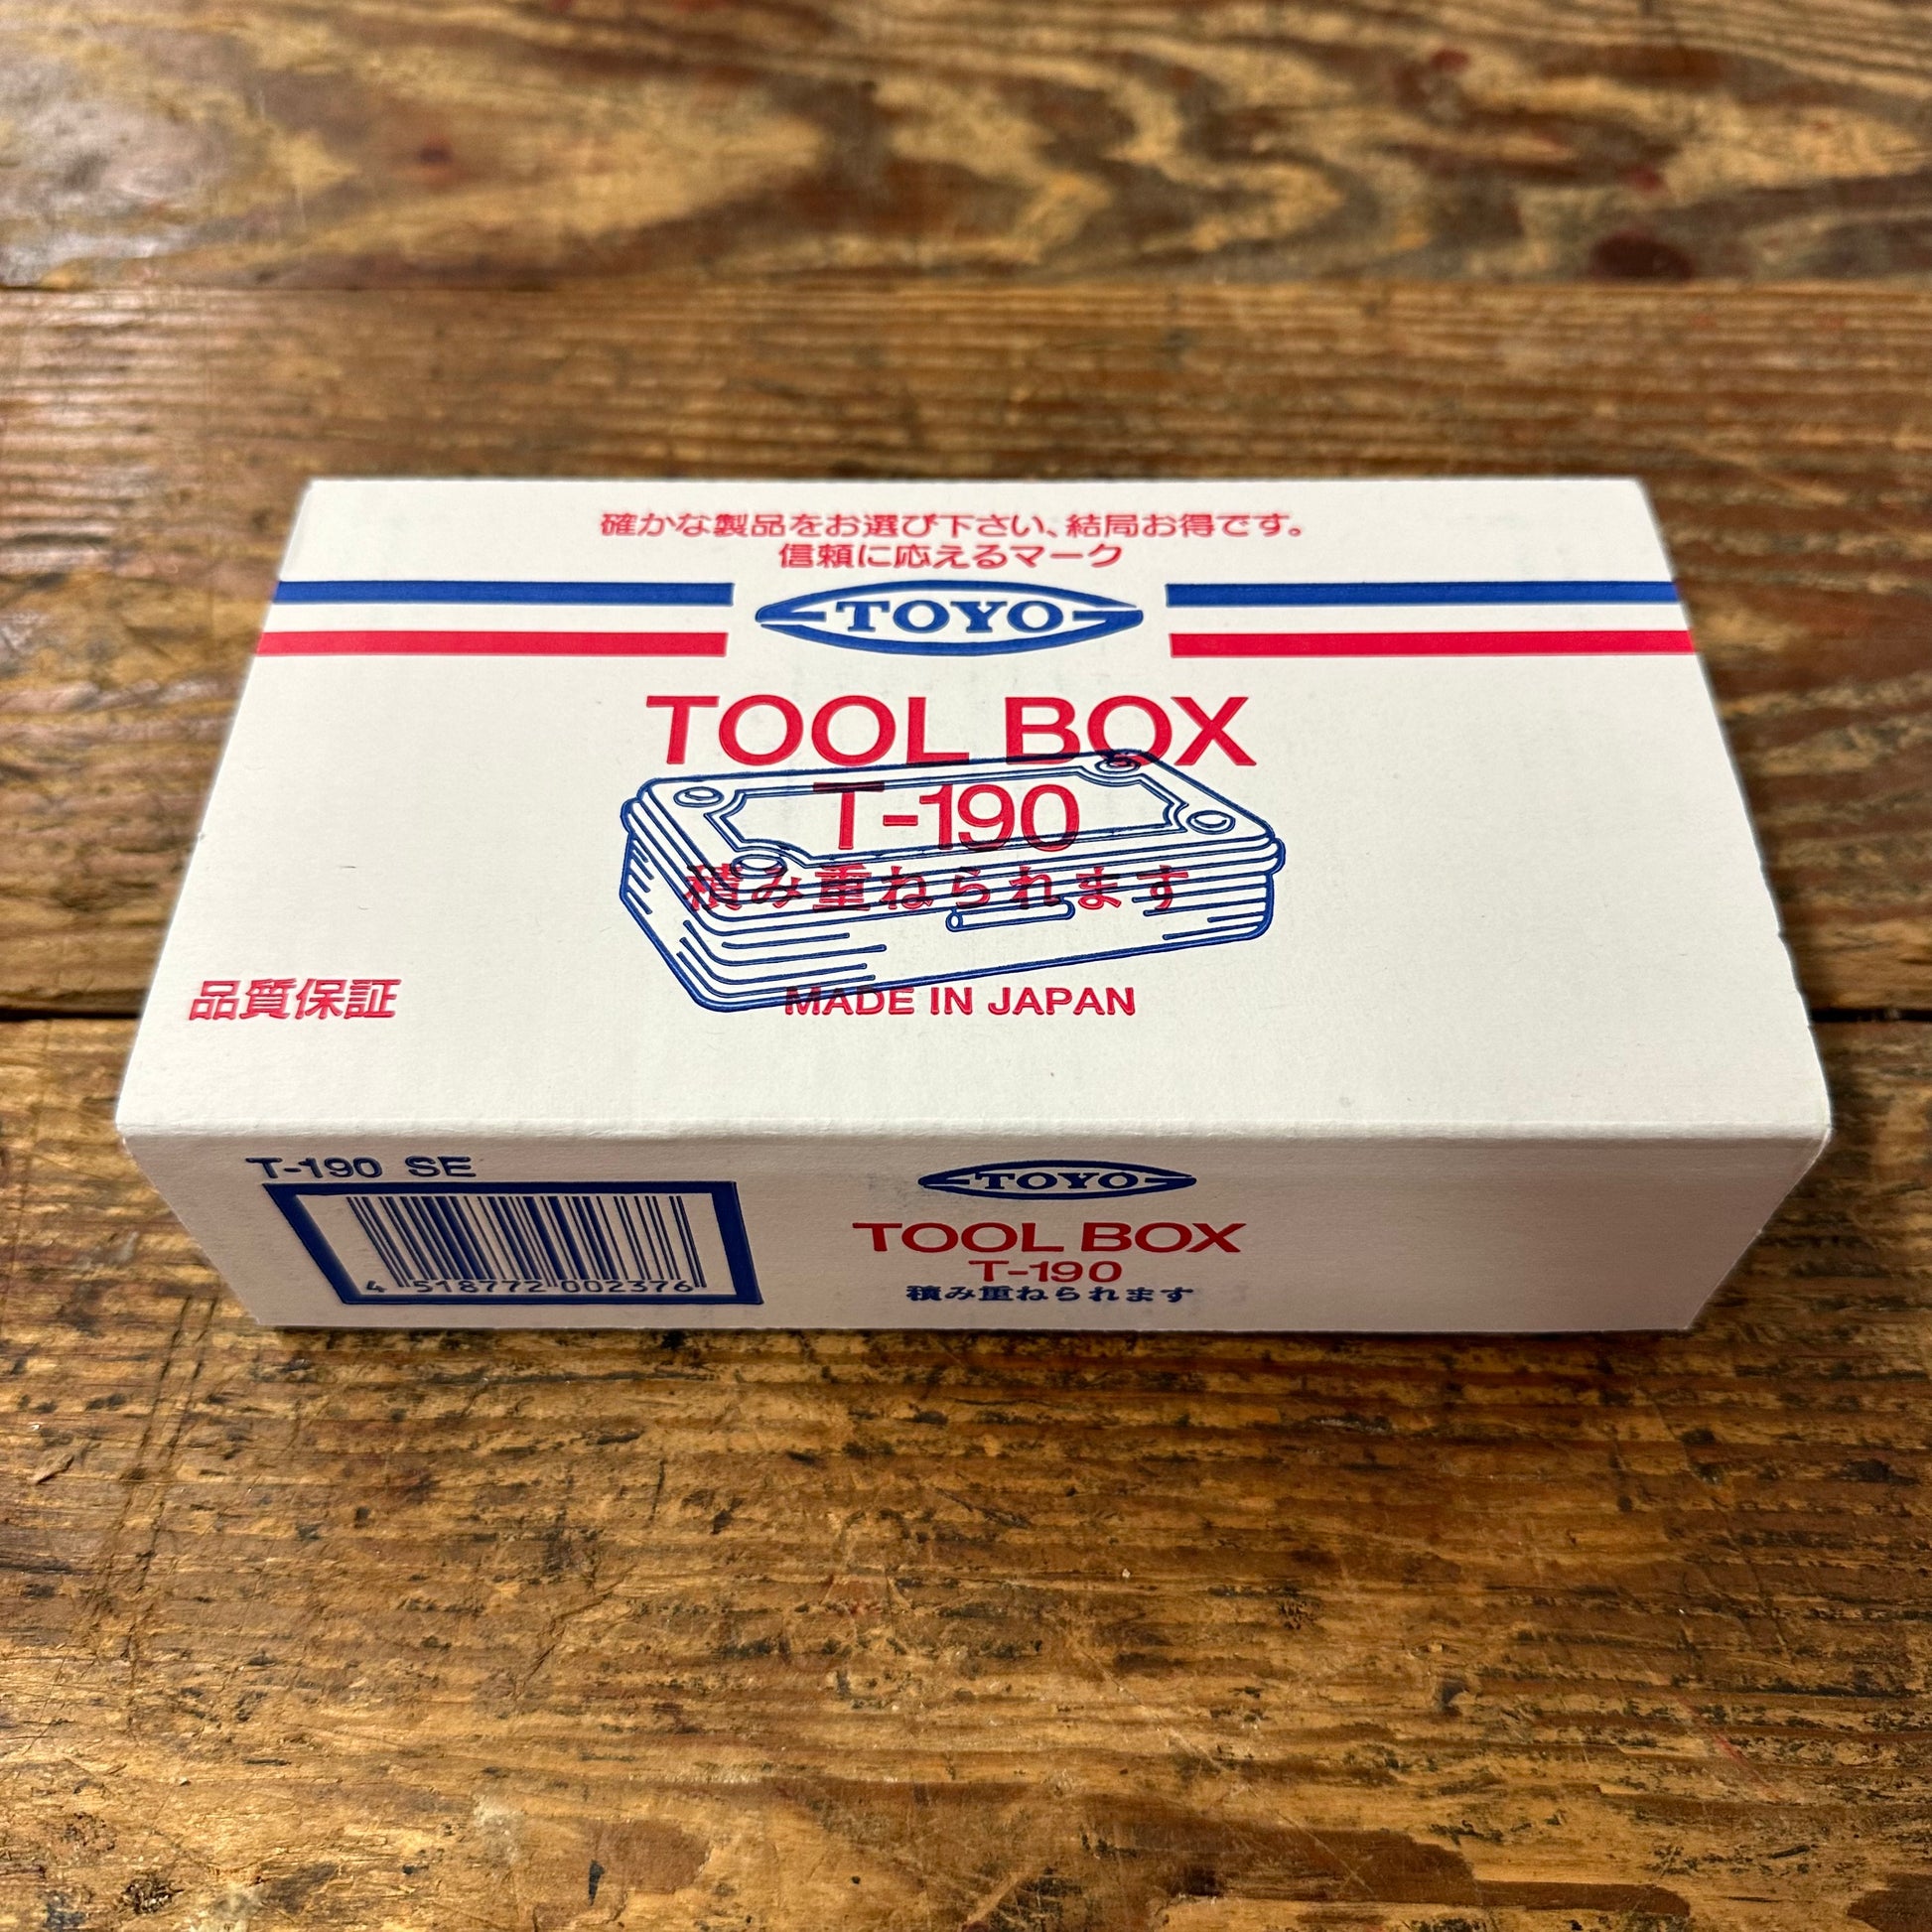 確かな製品をお選び下さい、結局お得です。
信頼に応えるマーク
TOYO
TOOL BOX
T-190
積み重ねられます
品質保証
MADE IN JAPAN
T-190 SE
4 518772 002376
TOYO
TOOL BOX
T-190
積み重ねられます